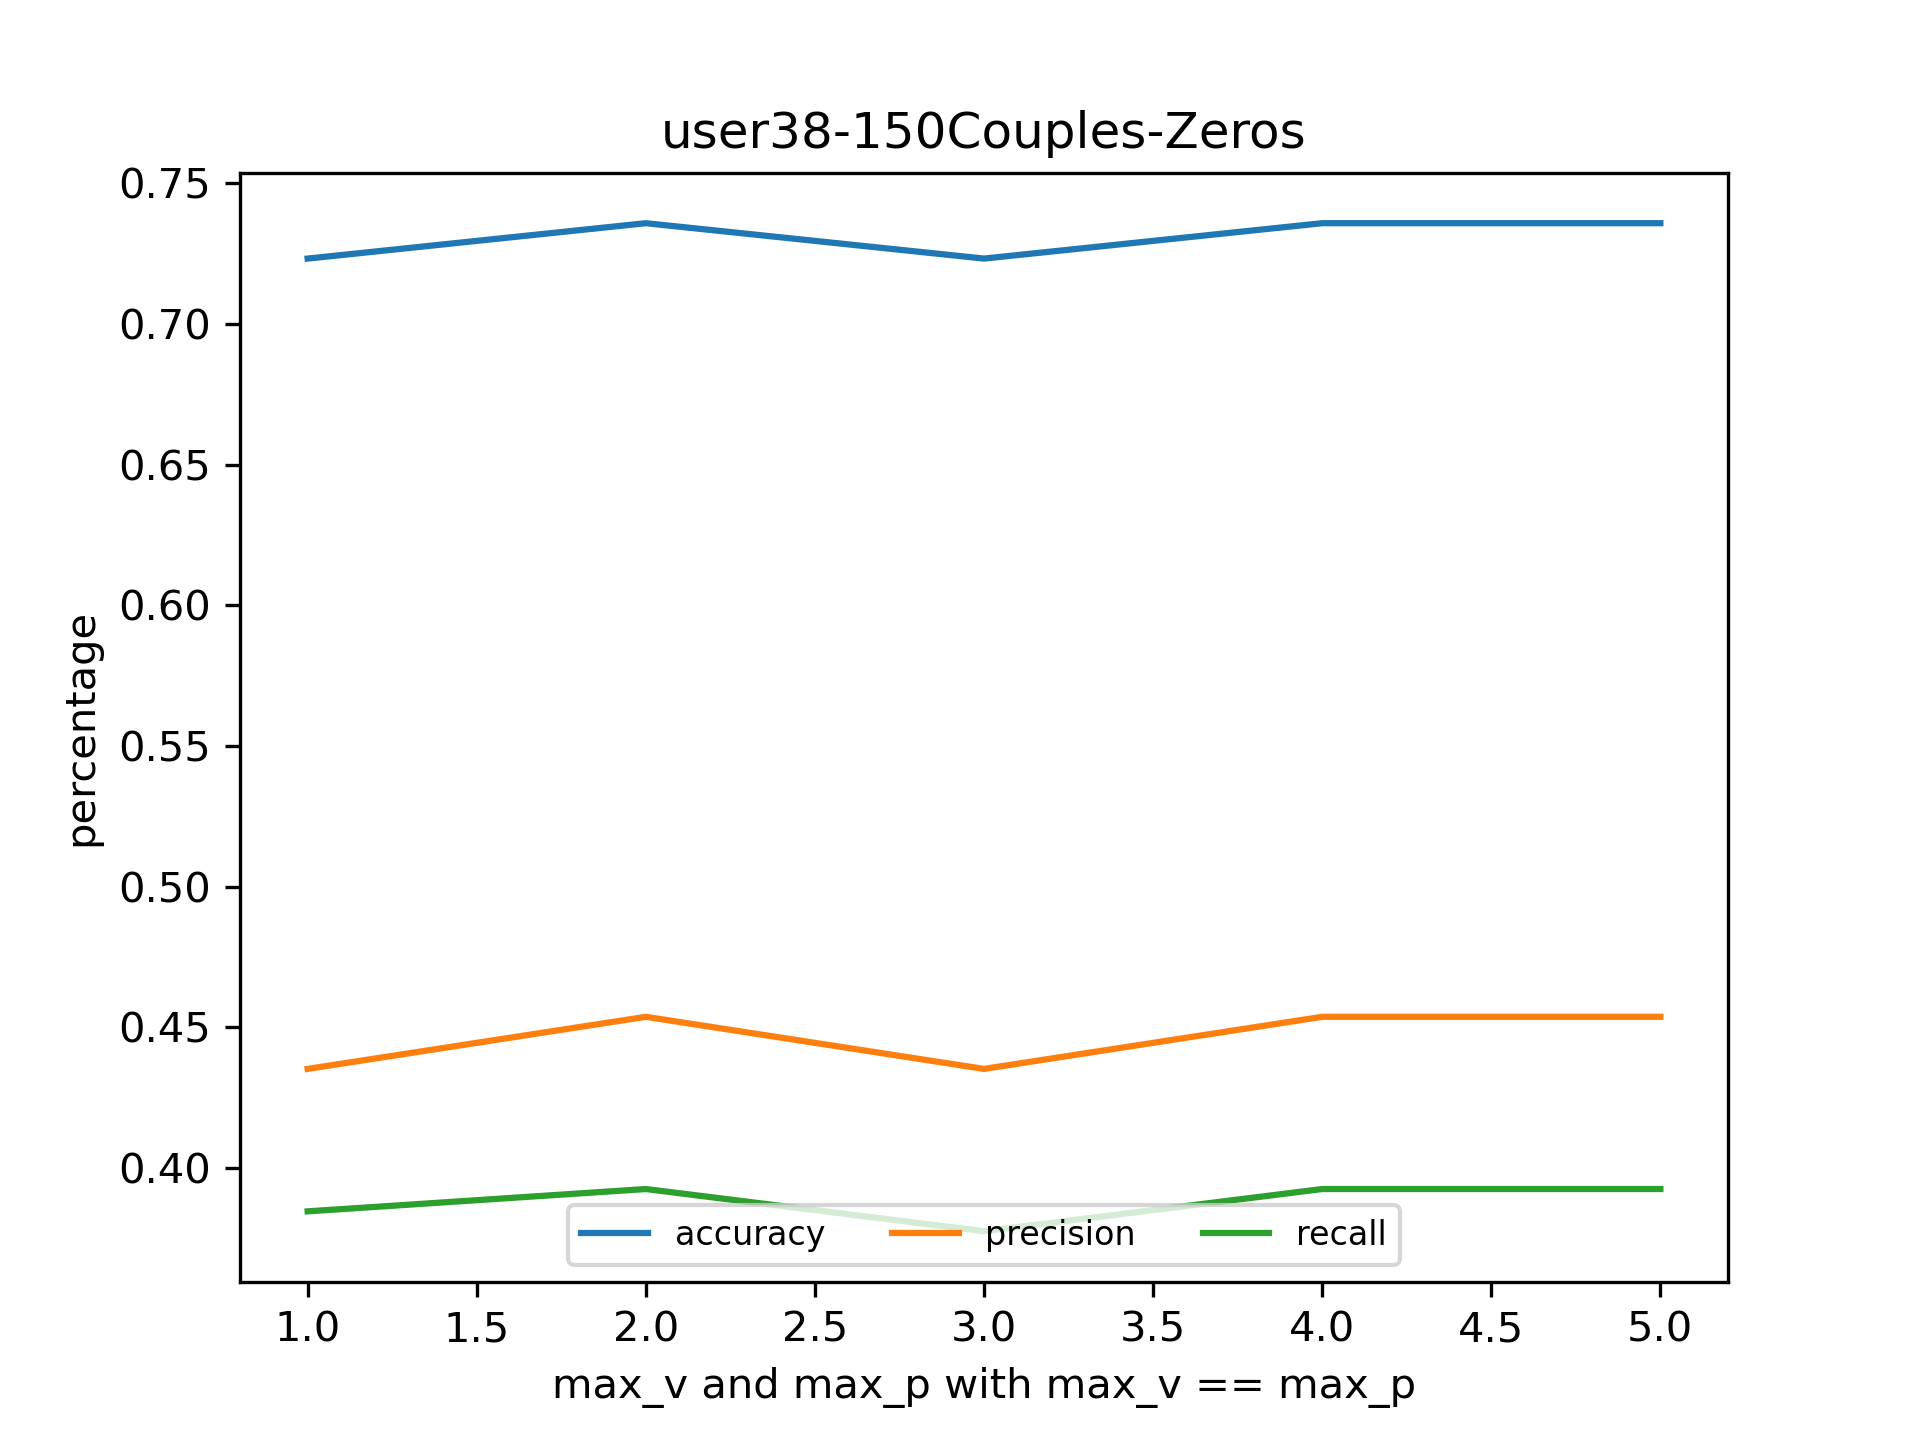 user38-150Couples-Zeros
0.75
0.70
0.65
0.60
0.55
0.50
0.45
0.40
percentage
accuracy precision recall
1.0 1.5 2.0 2.5 3.0 3.5 4.0 4.5 5.0
max_v and max_p with max_v == max_p